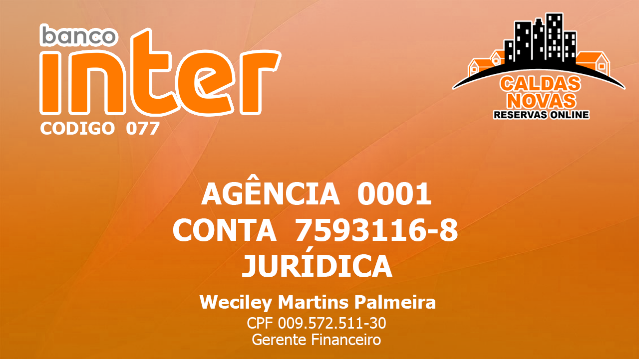 banco
inter
CODIGO 077
CALDAS
NOVAS
RESERVAS ONLINE
AGÊNCIA 0001
CONTA 7593116-8
JURÍDICA
Weciley Martins Palmeira
CPF 009.572.511-30
Gerente Financeiro